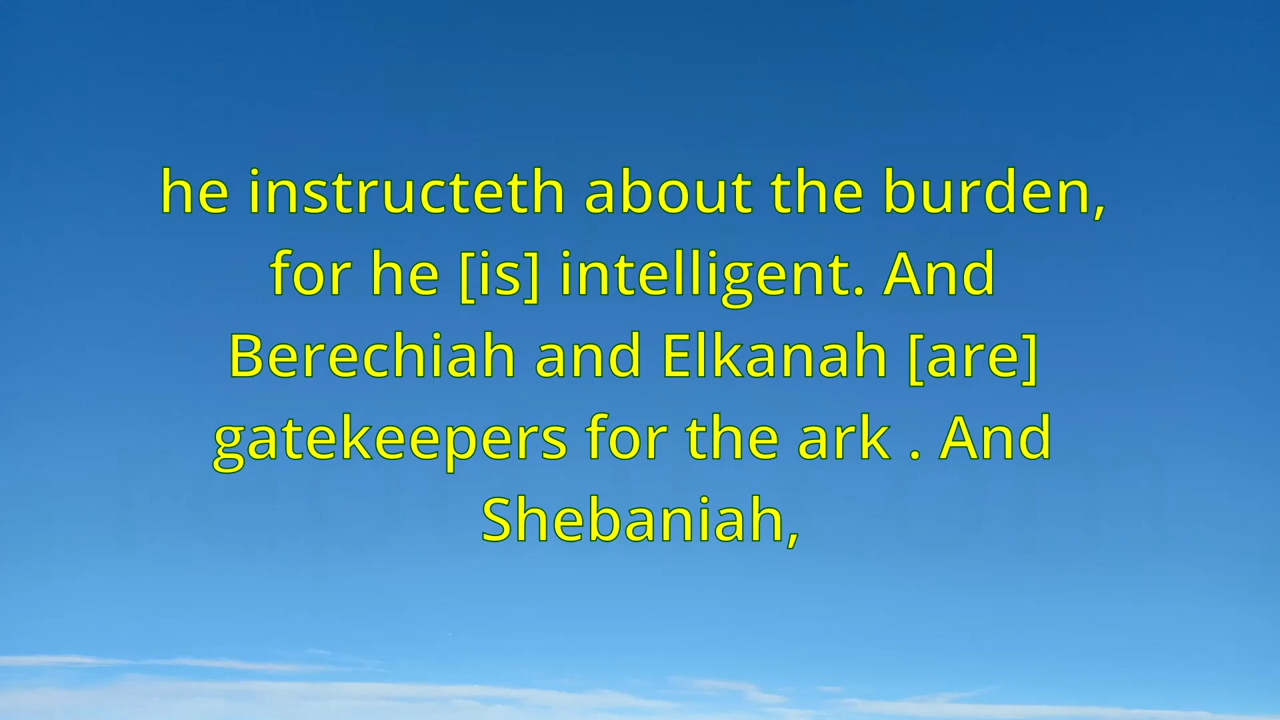 he instructeth about the burden,
for he [is] intelligent. And
Berechiah and Elkanah [are]
gatekeepers for the ark . And
Shebaniah,